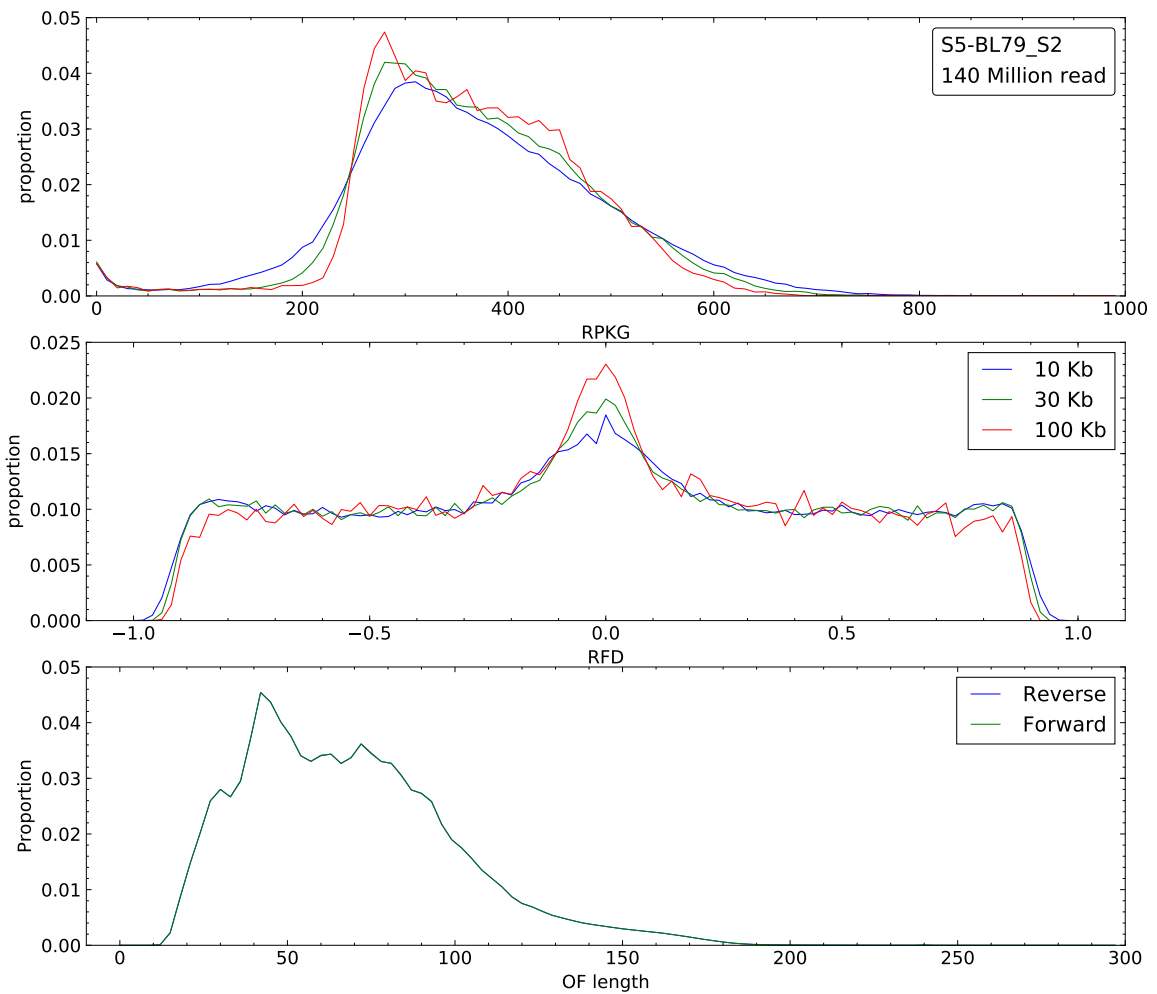 0.05
0.04
0.03
0.02
0.01
0.00
proportion
S5-BL79_S2
140 Million read
0 200 400 600 800 1000
RPKG
0.025
0.020
0.015
0.010
0.005
0.000
proportion
10 Kb
30 Kb
100 Kb
−1.0 −0.5 0.0 0.5 1.0
RFD
0.05
0.04
0.03
0.02
0.01
0.00
Proportion
Reverse
Forward
0 50 100 150 200 250 300
OF length